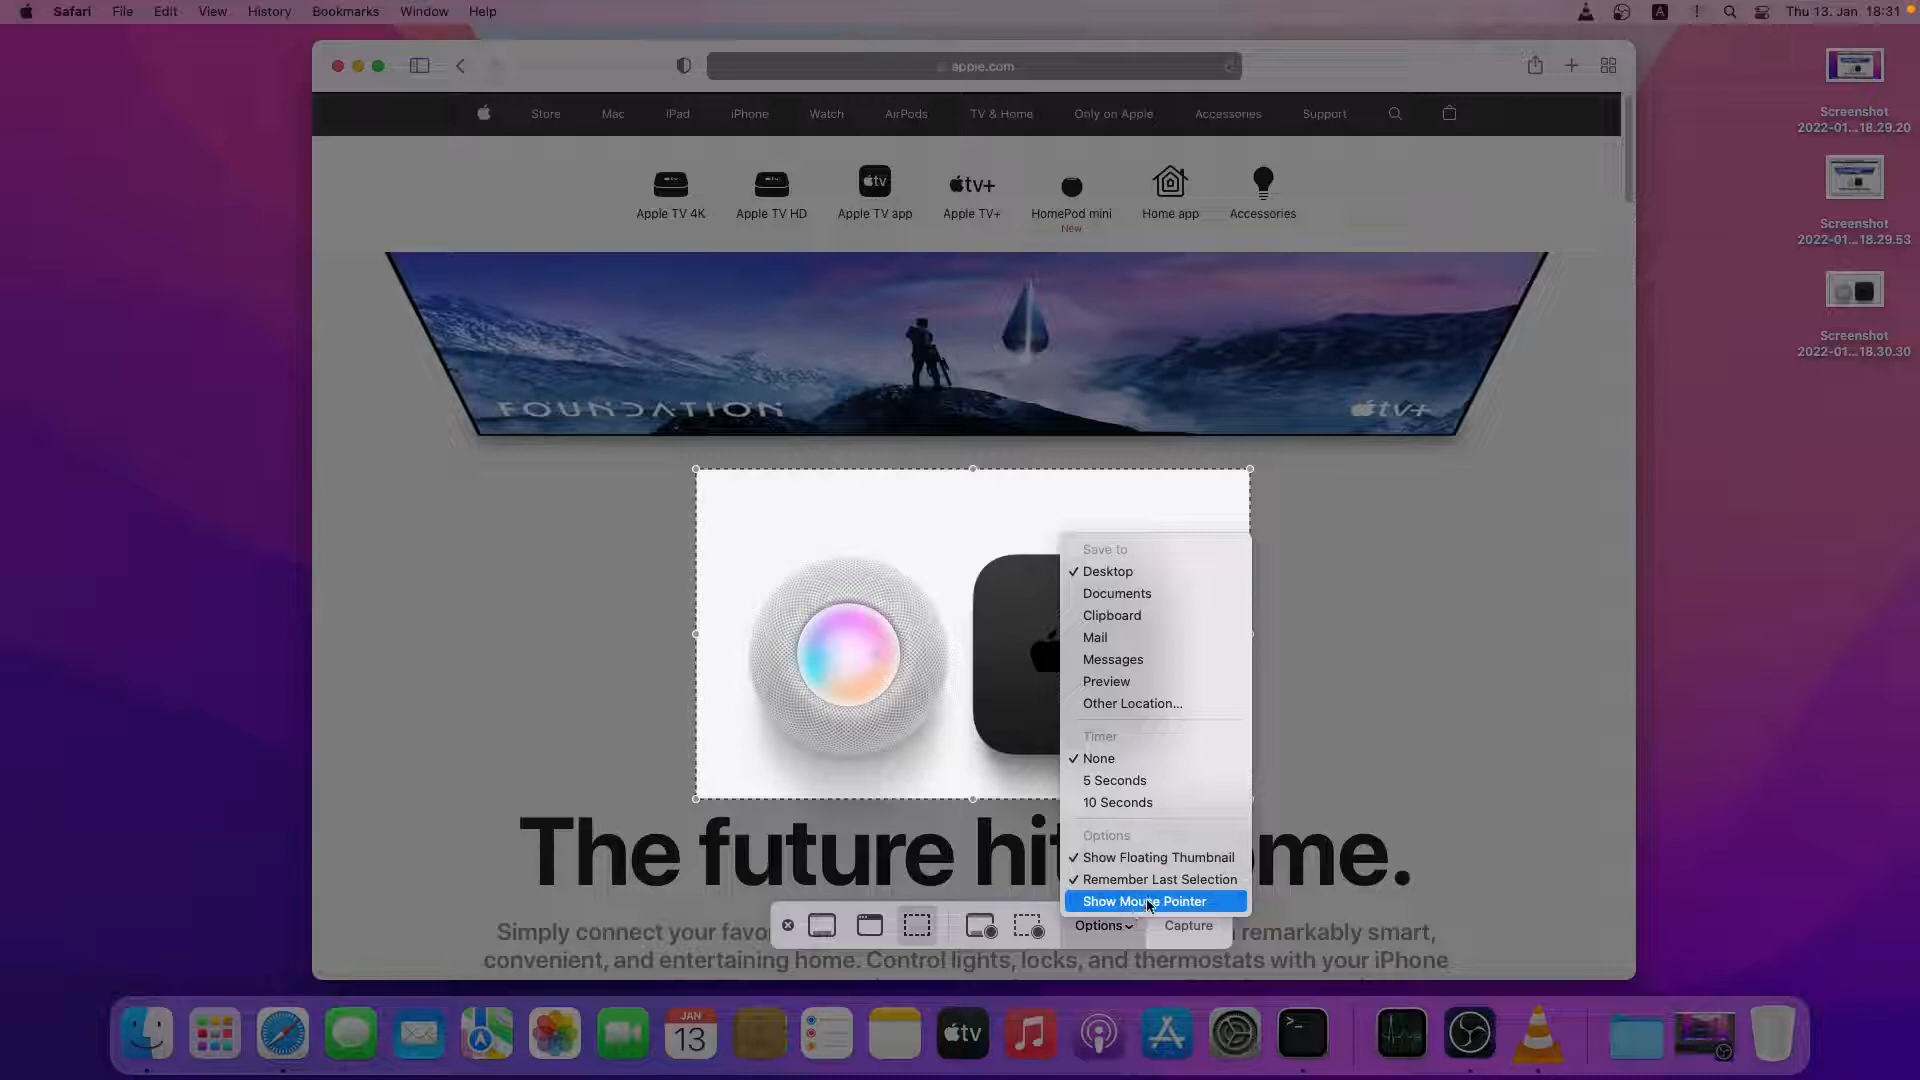 Safari File Edit View History Bookmarks Window Help
A Thu 13. Jan 18:31
apple.com
Store Mac iPad iPhone Watch AirPods TV & Home Only on Apple Accessories Support
tv tv+
Apple TV 4K Apple TV HD Apple TV app Apple TV+ HomePod mini Home app Accessories
New
FOUNDATION tv+
Screenshot
2022-01...18.29.20
Screenshot
2022-01...18.29.53
Screenshot
2022-01...18.30.30
Save to
Desktop
Documents
Clipboard
Mail
Messages
Preview
Other Location...
Timer
None
5 Seconds
10 Seconds
Options
Show Floating Thumbnail
Remember Last Selection
Show Mouse Pointer
The future hit ome.
Options Capture
Simply connect your favo remarkably smart,
convenient, and entertaining home. Control lights, locks, and thermostats with your iPhone
JAN
13
tv
>_